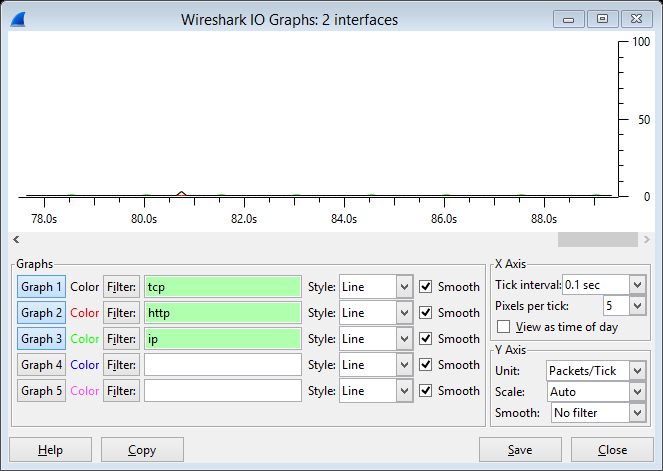 Wireshark IO Graphs: 2 interfaces
100
50
0
78.0s 80.0s 82.0s 84.0s 86.0s 88.0s
Graphs
Graph 1 Color Filter: tcp Style: Line Smooth
Graph 2 Color Filter: http Style: Line Smooth
Graph 3 Color Filter: ip Style: Line Smooth
Graph 4 Color Filter: Style: Line Smooth
Graph 5 Color Filter: Style: Line Smooth
X Axis
Tick interval: 0.1 sec
Pixels per tick: 5
View as time of day
Y Axis
Unit: Packets/Tick
Scale: Auto
Smooth: No filter
Help Copy Save Close